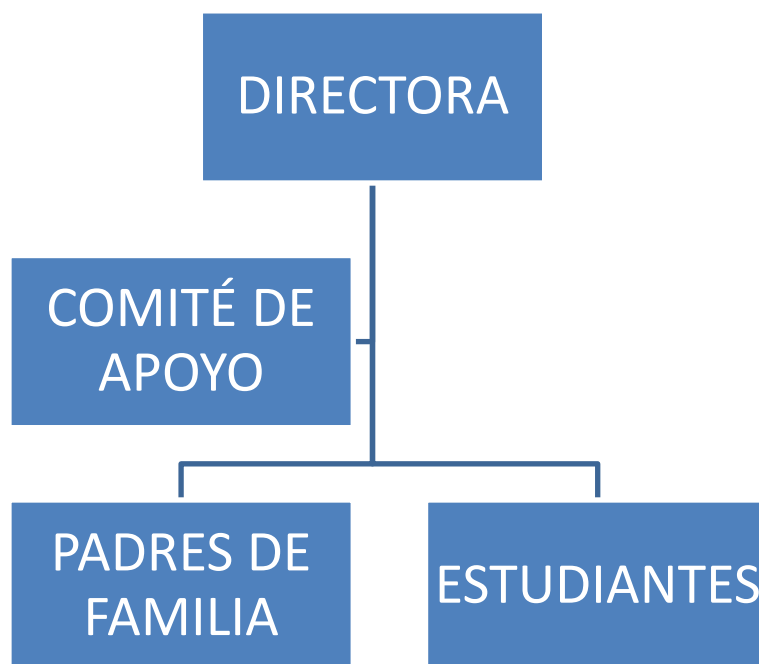 DIRECTORA
COMITÉ DE
APOYO
PADRES DE
FAMILIA
ESTUDIANTES